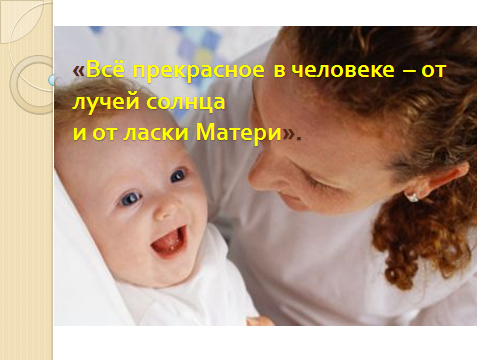 «Всё прекрасное в человеке – от
лучей солнца
и от ласки Матери».